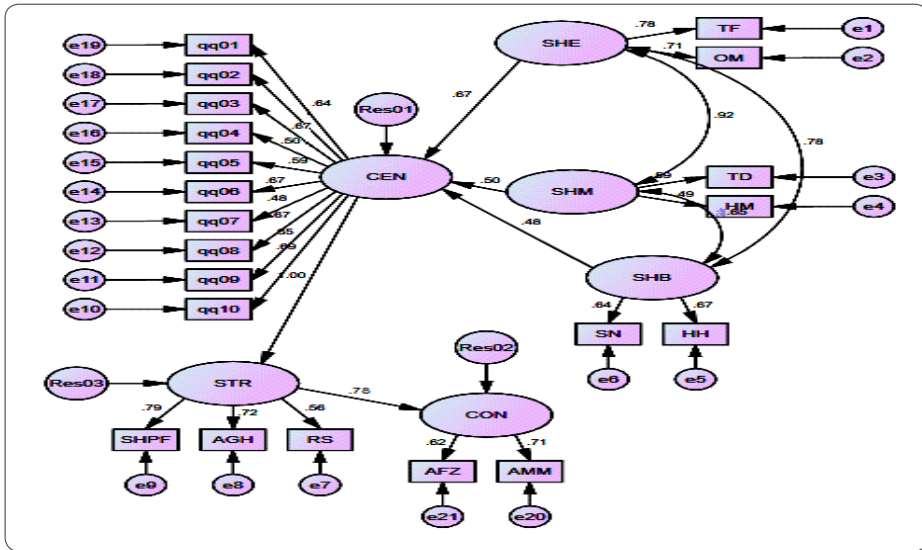 e19 qq01
e18 qq02
e17 qq03
e16 qq04
e15 qq05
e14 qq06
e13 qq07
e12 qq08
e11 qq09
e10 qq10
.64
.67
.50
.59
.67
.48
.67
.69
1.00
Res01
CEN
SHE
.78
TF e1
.71
OM e2
.67
.92
.78
.50
SHM
.59
TD e3
.49
HM e4
.65
.48
SHB
.64 .67
SN HH
e6 e5
Res03
STR
.78
Res02
CON
.79 .72 .56
SHPF AGH RS
e9 e8 e7
.62 .71
AFZ AMM
e21 e20